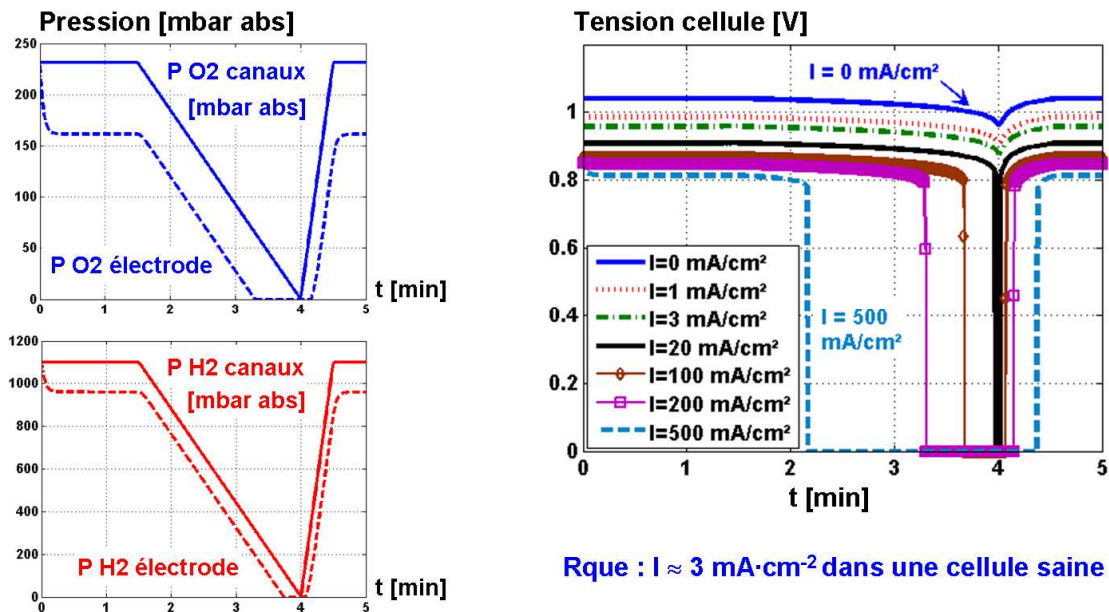 Pression [mbar abs]
250
200
150
100
50
0
P O2 canaux
[mbar abs]
P O2 électrode
0
1
2
3
4
5
t [min]
1200
1000
800
600
400
200
0
P H2 canaux
[mbar abs]
P H2 électrode
0
1
2
3
4
5
t [min]
Tension cellule [V]
I = 0 mA/cm²
1
0.8
0.6
0.4
0.2
0
I=0 mA/cm²
I=1 mA/cm²
I=3 mA/cm²
I=20 mA/cm²
I=100 mA/cm²
I=200 mA/cm²
I=500 mA/cm²
I = 500
mA/cm²
0
1
2
3
4
5
t [min]
Rque : I ≈ 3 mA·cm⁻² dans une cellule saine